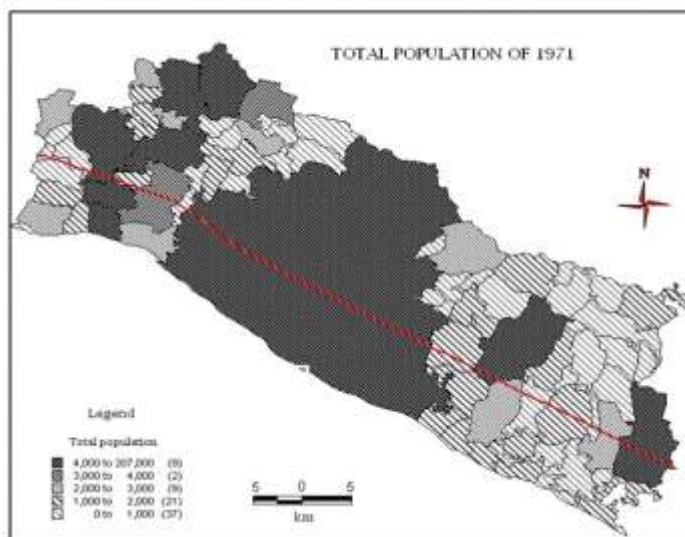 TOTAL POPULATION OF 1971
N
Legend
Total population
4,000 to 207,000 (9)
3,000 to 4,000 (2)
2,000 to 3,000 (9)
1,000 to 2,000 (21)
0 to 1,000 (37)
5 0 5
km